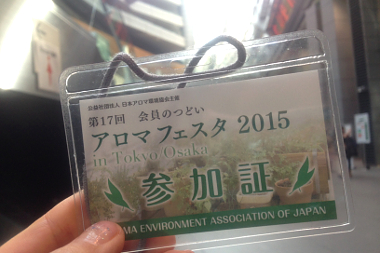 公益社団法人 日本アロマ環境協会主催
第17回 会員のつどい
アロマフェスタ 2015
in Tokyo Osaka
参加証
MA ENVIRONMENT ASSOCIATION OF JAPAN